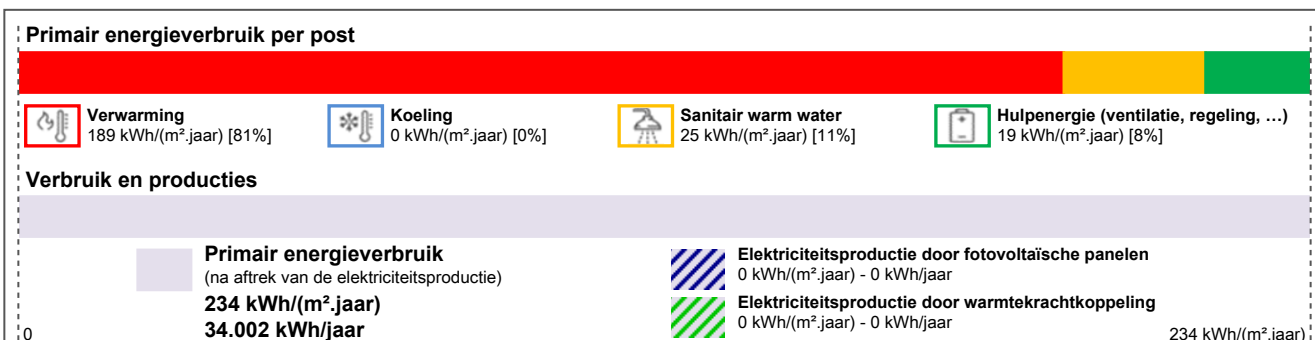 Primair energieverbruik per post
Verwarming
189 kWh/(m².jaar) [81%]
Koeling
0 kWh/(m².jaar) [0%]
Sanitair warm water
25 kWh/(m².jaar) [11%]
Hulpenergie (ventilatie, regeling, …)
19 kWh/(m².jaar) [8%]
Verbruik en producties
Primair energieverbruik
(na aftrek van de elektriciteitsproductie)
234 kWh/(m².jaar)
34.002 kWh/jaar
Elektriciteitsproductie door fotovoltaïsche panelen
0 kWh/(m².jaar) - 0 kWh/jaar
Elektriciteitsproductie door warmtekrachtkoppeling
0 kWh/(m².jaar) - 0 kWh/jaar
0
234 kWh/(m².jaar)